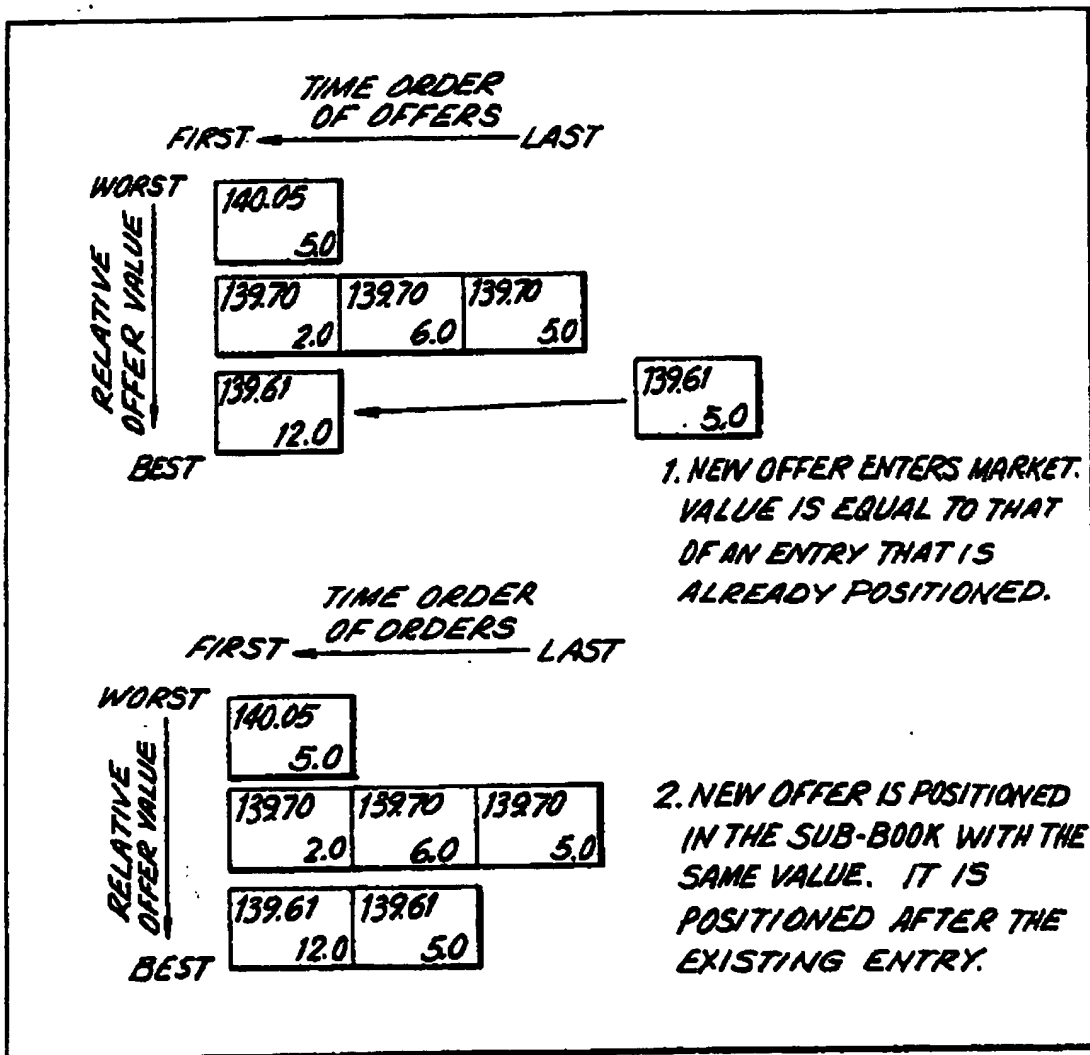 TIME ORDER
OF OFFERS
FIRST LAST
WORST
RELATIVE
OFFER VALUE
BEST
140.05
5.0
139.70 139.70 139.70
2.0 6.0 5.0
139.61 139.61
12.0 5.0
1. NEW OFFER ENTERS MARKET.
VALUE IS EQUAL TO THAT
OF AN ENTRY THAT IS
ALREADY POSITIONED.
TIME ORDER
OF ORDERS
FIRST LAST
WORST
RELATIVE
OFFER VALUE
BEST
140.05
5.0
139.70 139.70 139.70
2.0 6.0 5.0
139.61 139.61
12.0 5.0
2. NEW OFFER IS POSITIONED
IN THE SUB-BOOK WITH THE
SAME VALUE. IT IS
POSITIONED AFTER THE
EXISTING ENTRY.